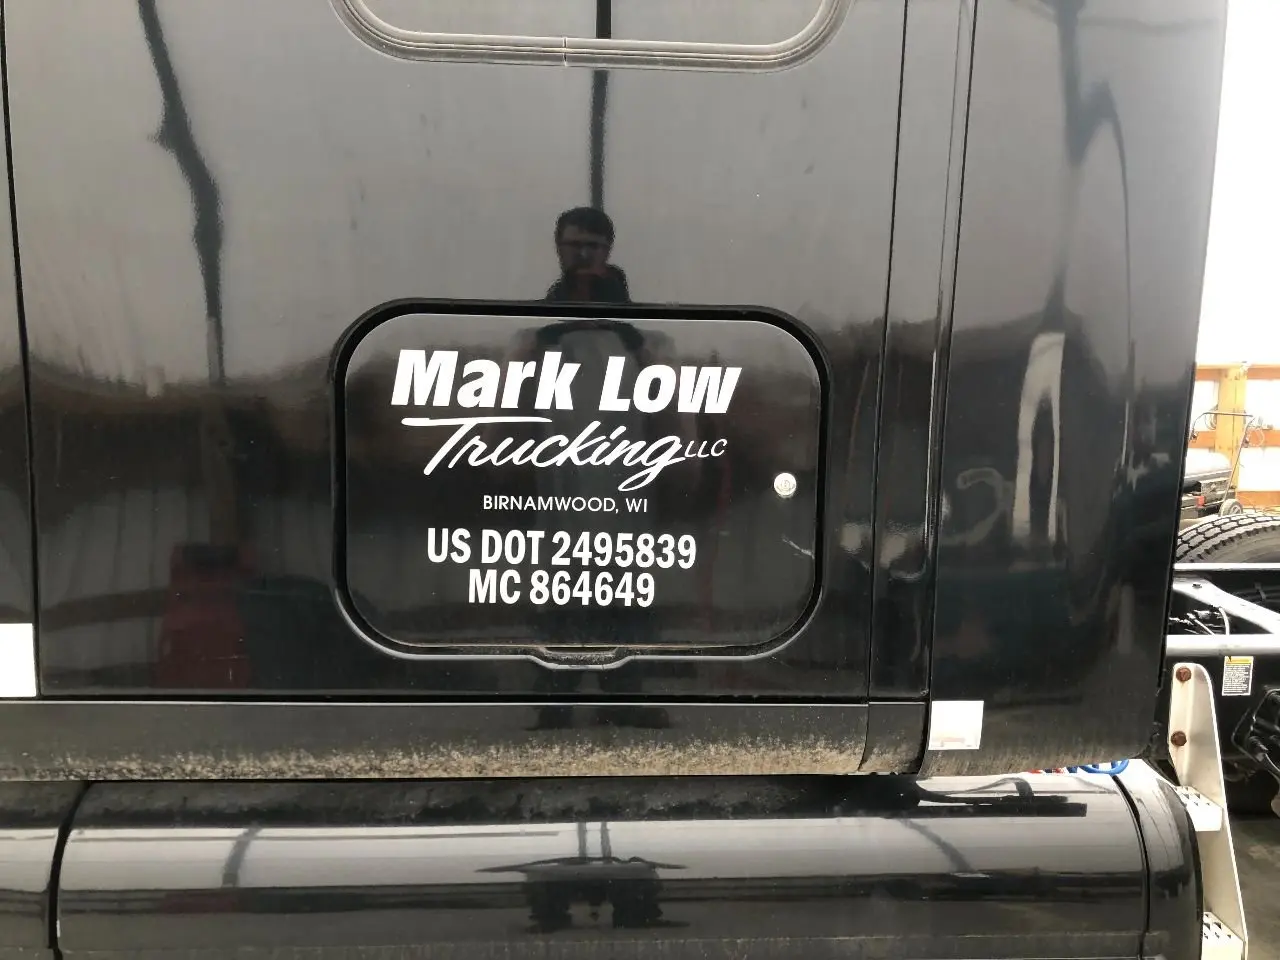 Mark Low
Trucking LLC
BIRNAMWOOD, WI
US DOT 2495839
MC 864649